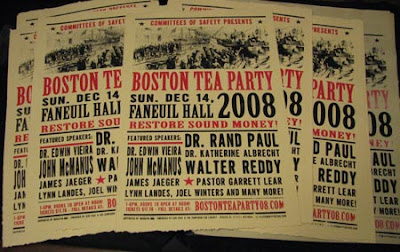 COMMITTEES OF SAFETY PRESENTS
BOSTON TEA PARTY
SUN. DEC 14,
FANEUIL HALL, 2008
RESTORE SOUND MONEY!
FEATURED SPEAKERS:
DR. RAND PAUL
DR. EDWIN VIEIRA
DR. KATHERINE ALBRECHT
JOHN McMANUS
WALTER REDDY
JAMES JAEGER ★ PASTOR GARRETT LEAR
LYNN LANDES, JOEL WINTERS AND MANY MORE!
BOSTONTEAPARTY08.COM